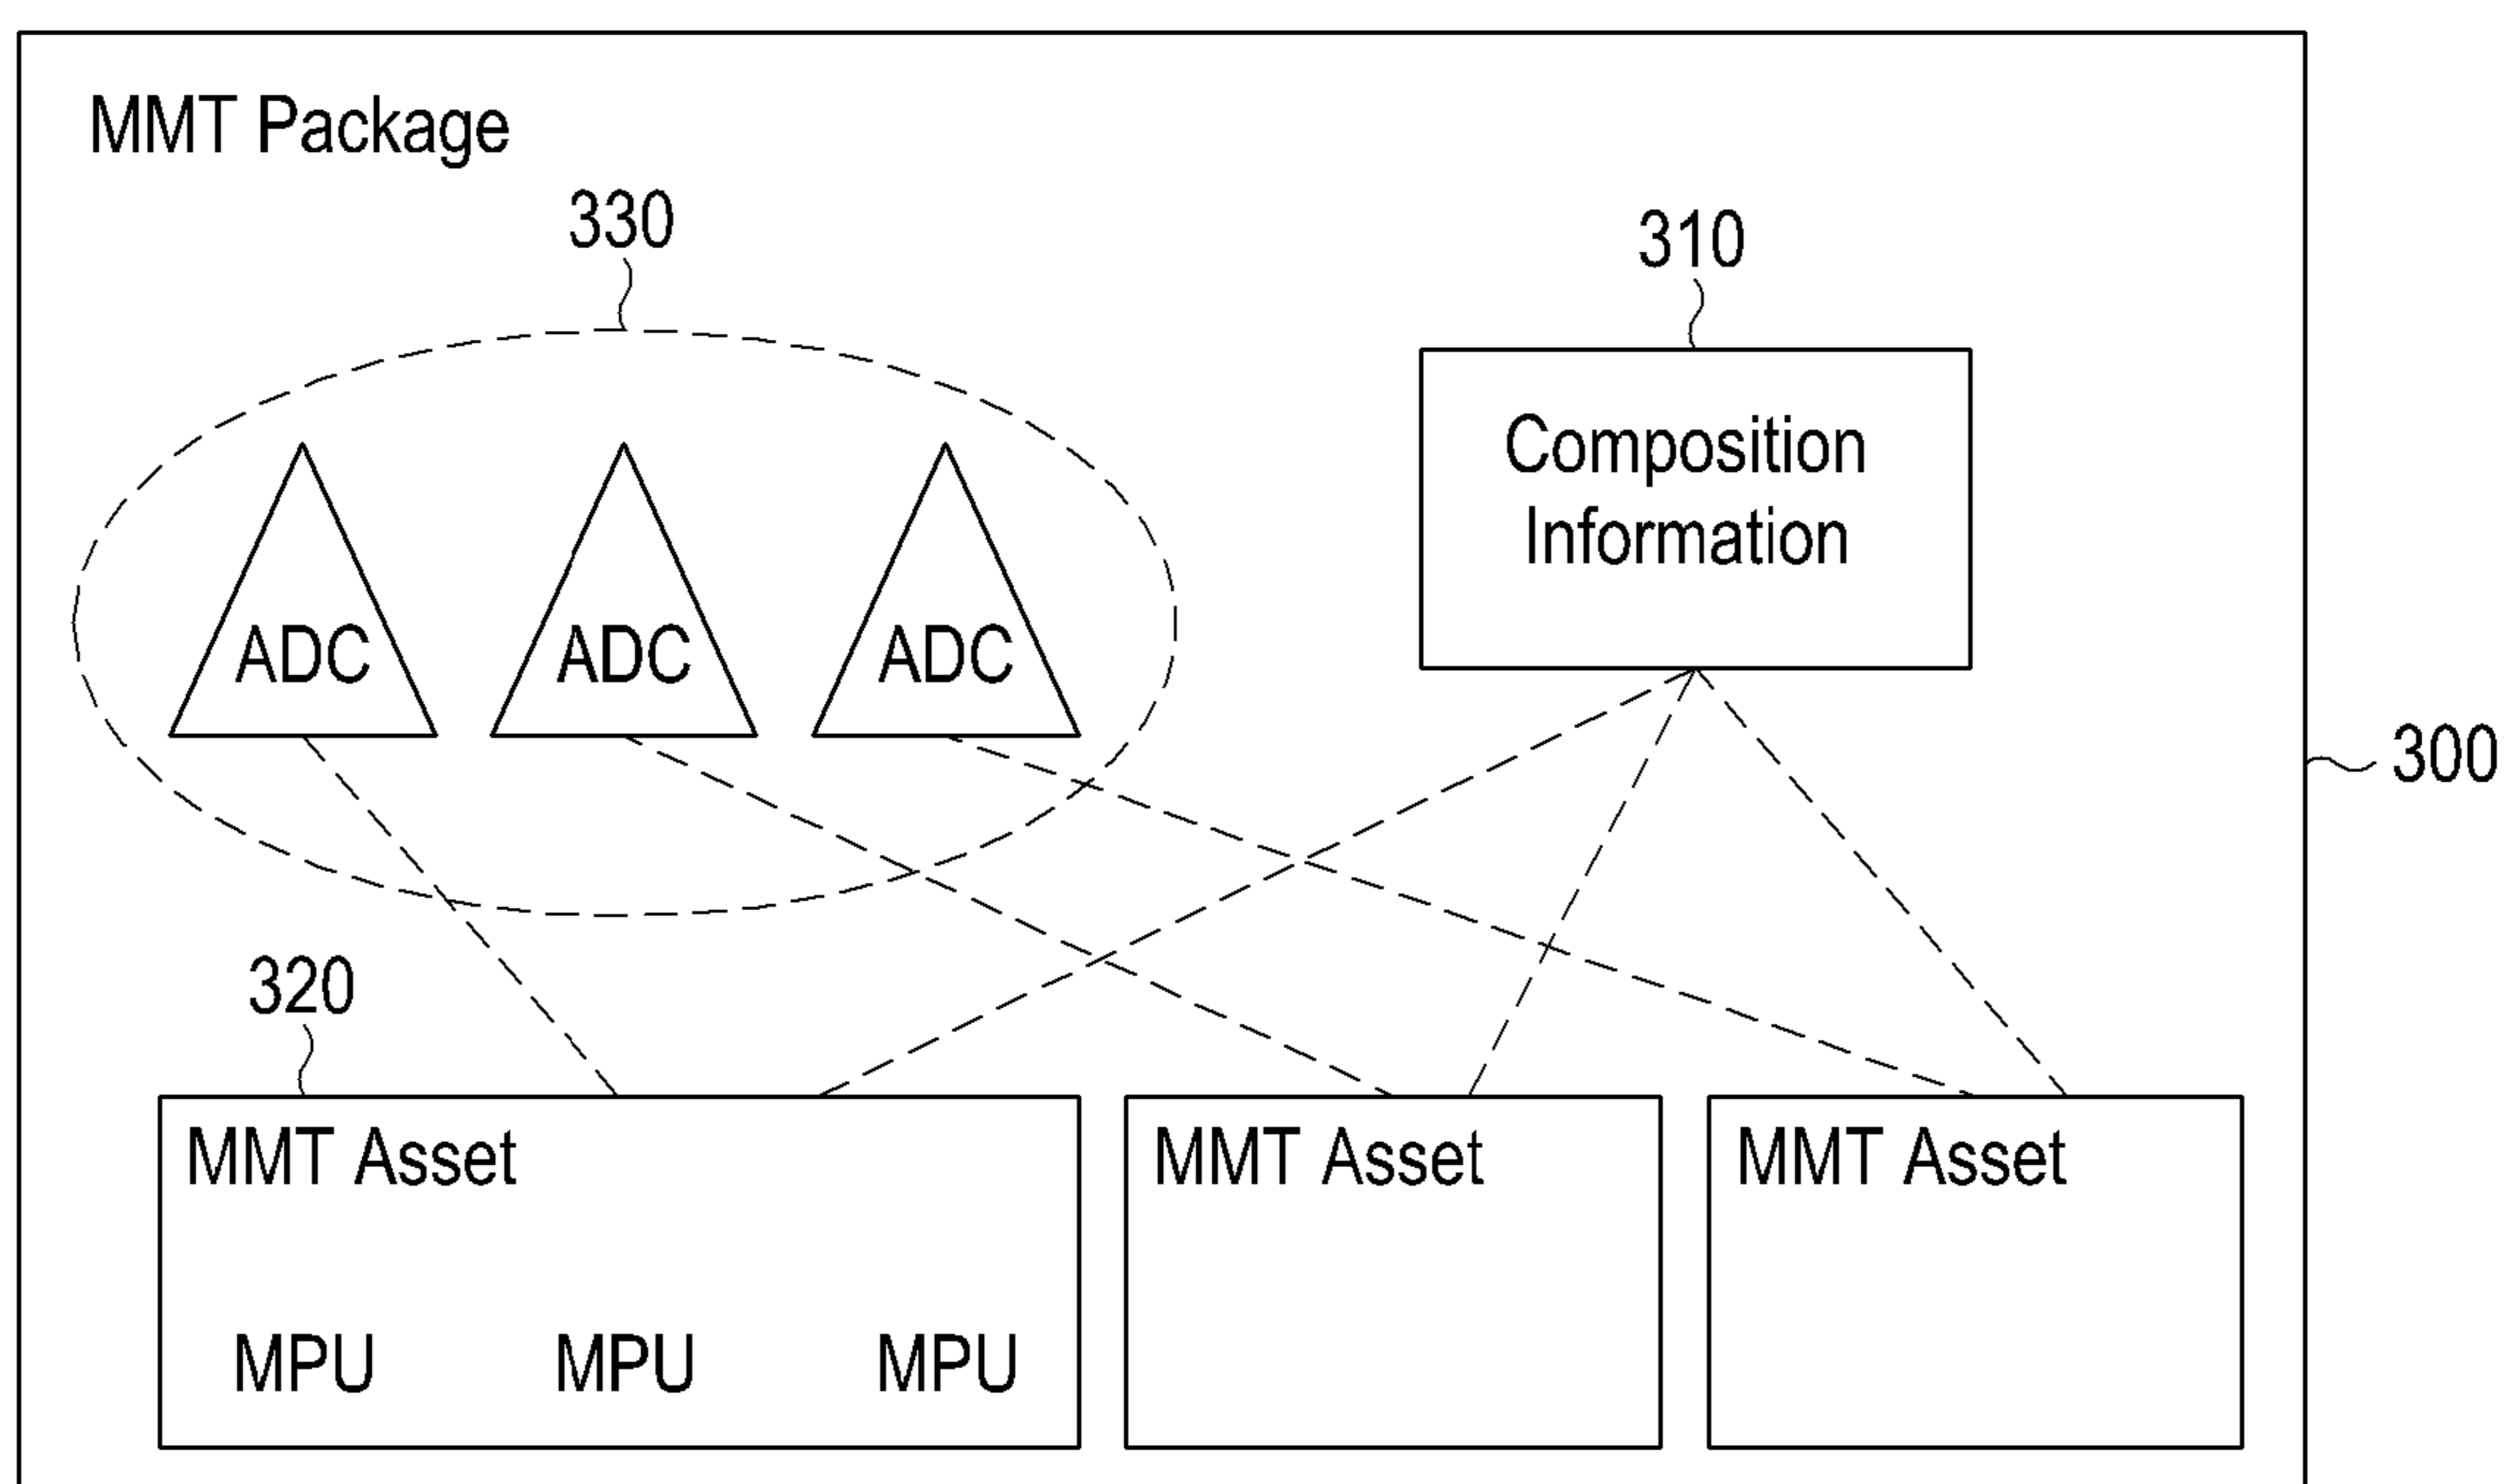 MMT Package
330
310
Composition
Information
ADC
ADC
ADC
300
320
MMT Asset
MMT Asset
MMT Asset
MPU
MPU
MPU